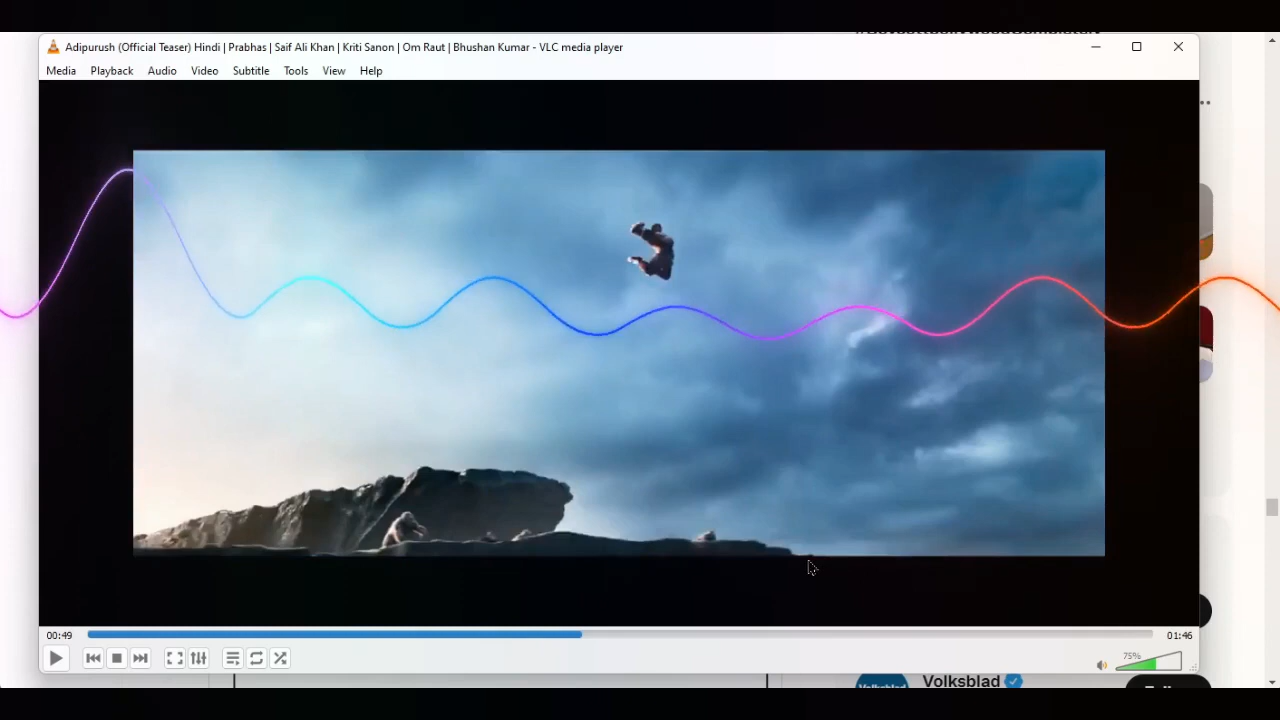 Adipurush (Official Teaser) Hindi | Prabhas | Saif Ali Khan | Kriti Sanon | Om Raut | Bhushan Kumar - VLC media player
Media Playback Audio Video Subtitle Tools View Help
00:49 01:46
75%
Volksblad
Volksblad